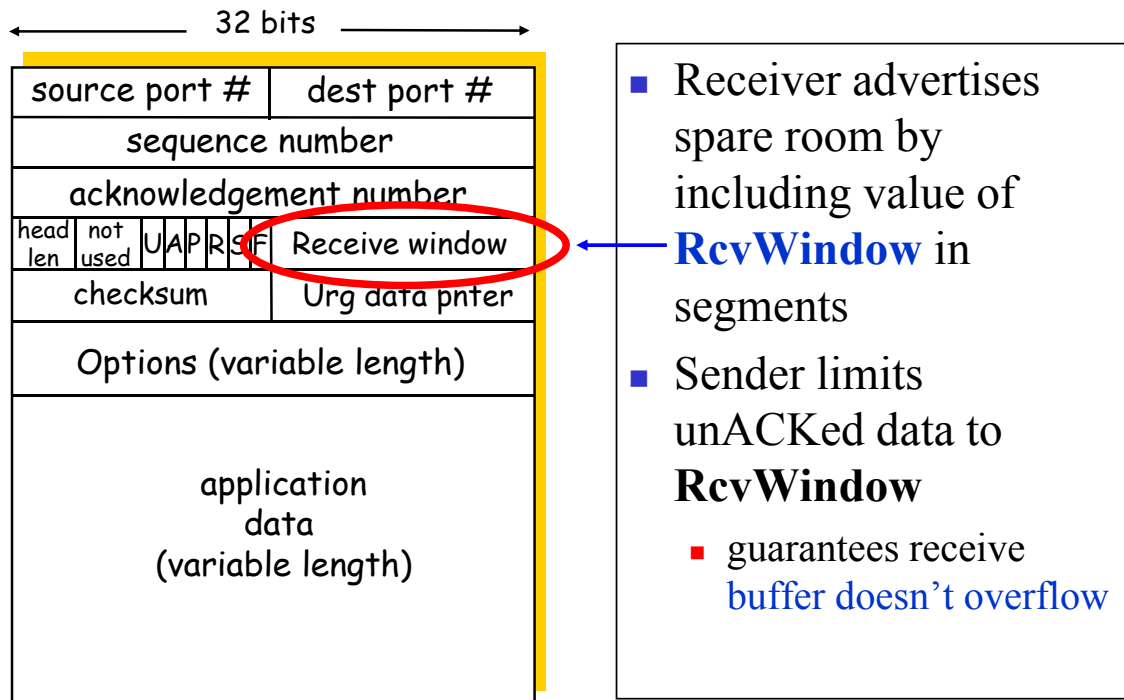 32 bits
source port #
dest port #
sequence number
acknowledgement number
head
len
not
used
U
A
P
R
S
F
Receive window
checksum
Urg data pnter
Options (variable length)
application
data
(variable length)
Receiver advertises
spare room by
including value of
RcvWindow in
segments
Sender limits
unACKed data to
RcvWindow
guarantees receive
buffer doesn’t overflow